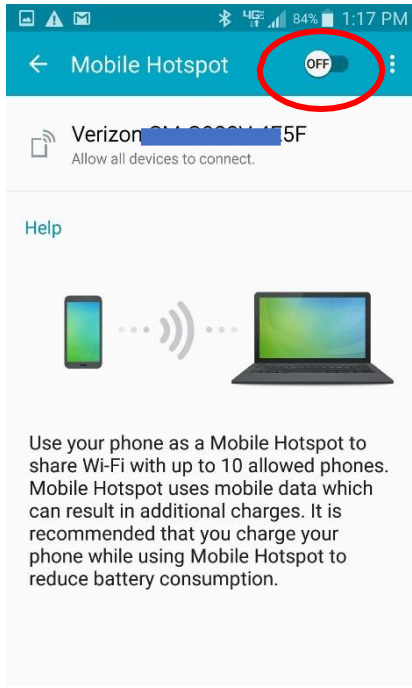 4G LTE 84% 1:17 PM
Mobile Hotspot OFF
Verizon 5F
Allow all devices to connect.
Help
Use your phone as a Mobile Hotspot to
share Wi-Fi with up to 10 allowed phones.
Mobile Hotspot uses mobile data which
can result in additional charges. It is
recommended that you charge your
phone while using Mobile Hotspot to
reduce battery consumption.